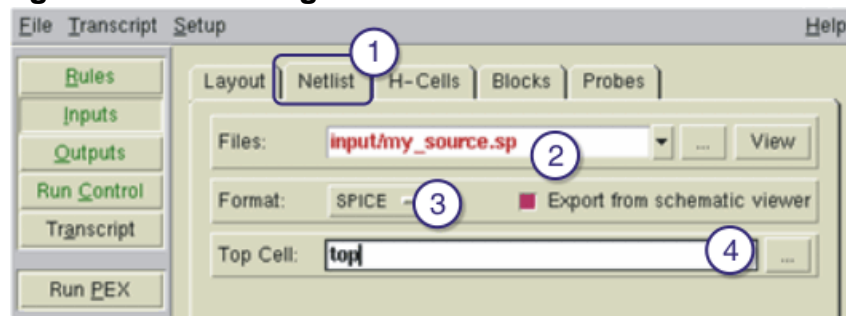 File Transcript Setup Help
1
Rules
Inputs
Outputs
Run Control
Transcript
Run PEX
Layout Netlist H-Cells Blocks Probes
Files: input/my_source.sp 2 ... View
Format: SPICE 3 Export from schematic viewer
Top Cell: top 4 ...